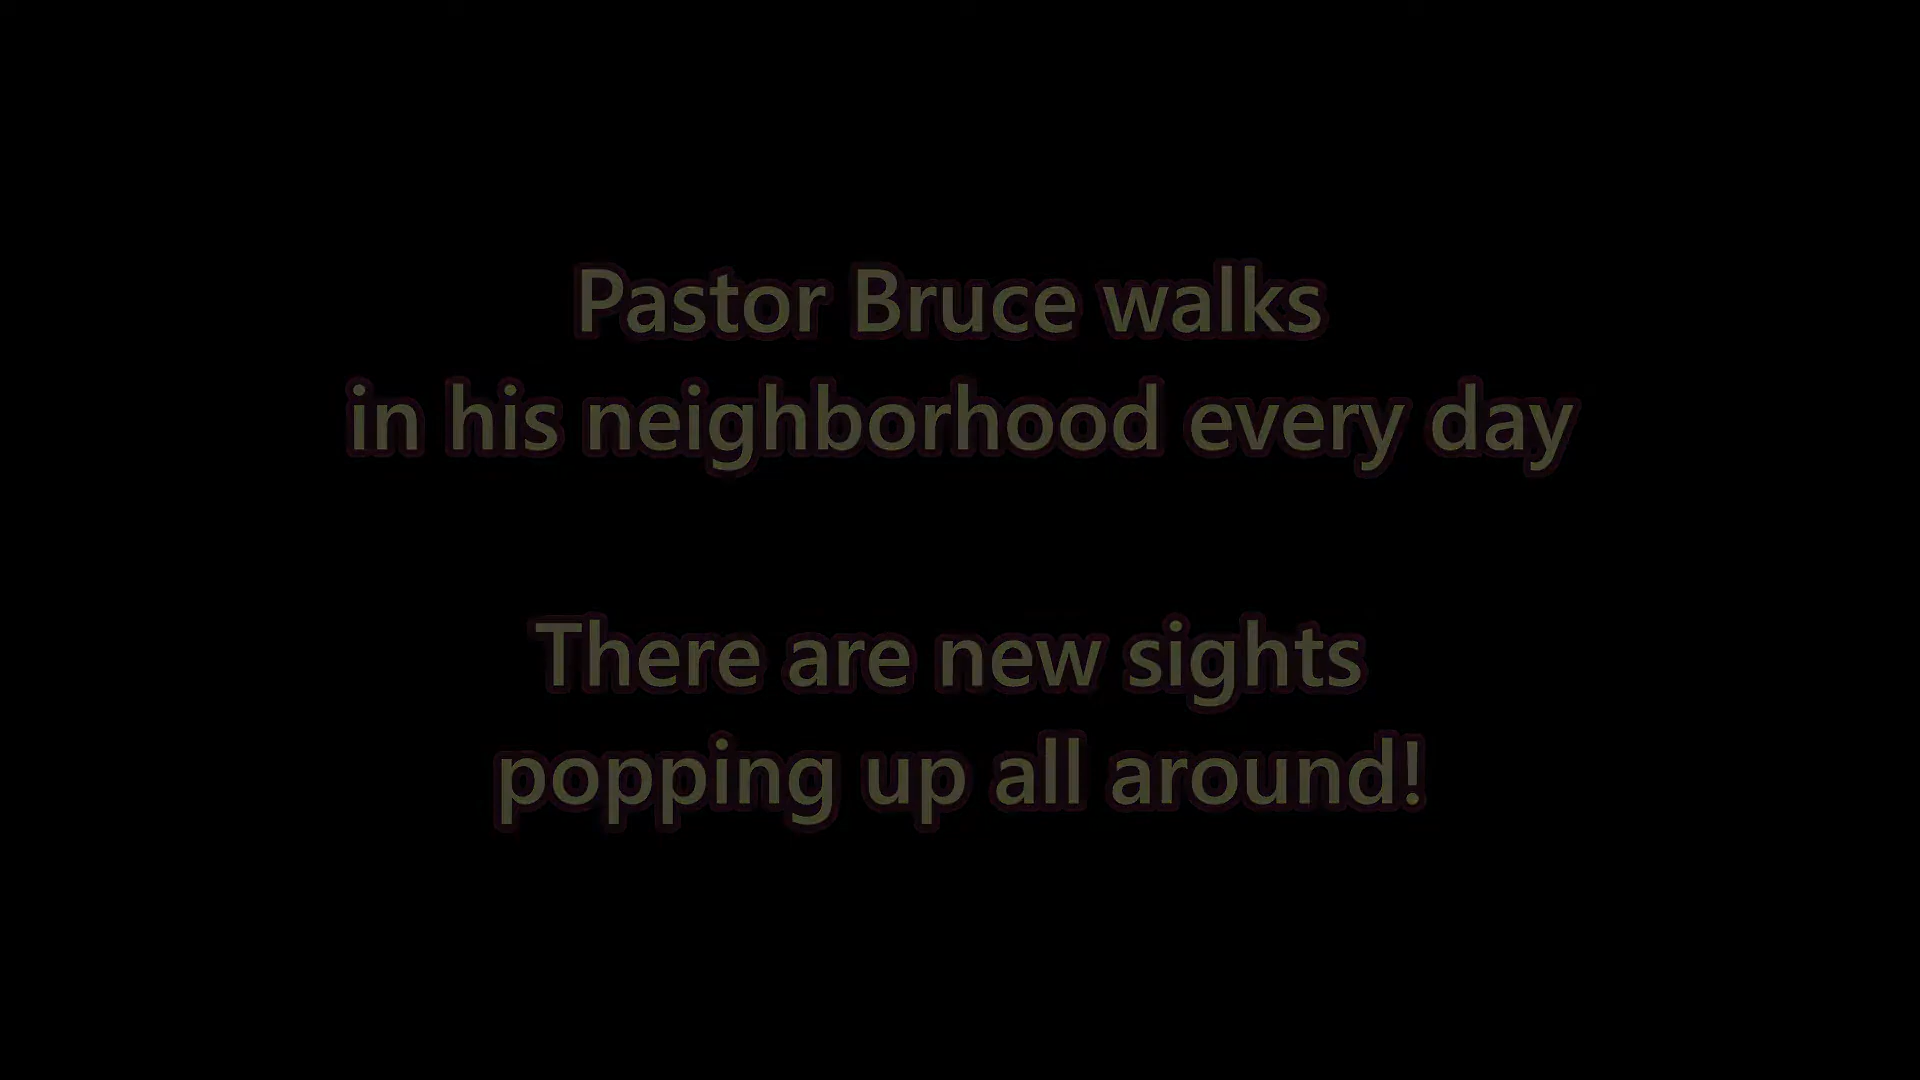 Pastor Bruce walks
in his neighborhood every day
There are new sights
popping up all around!